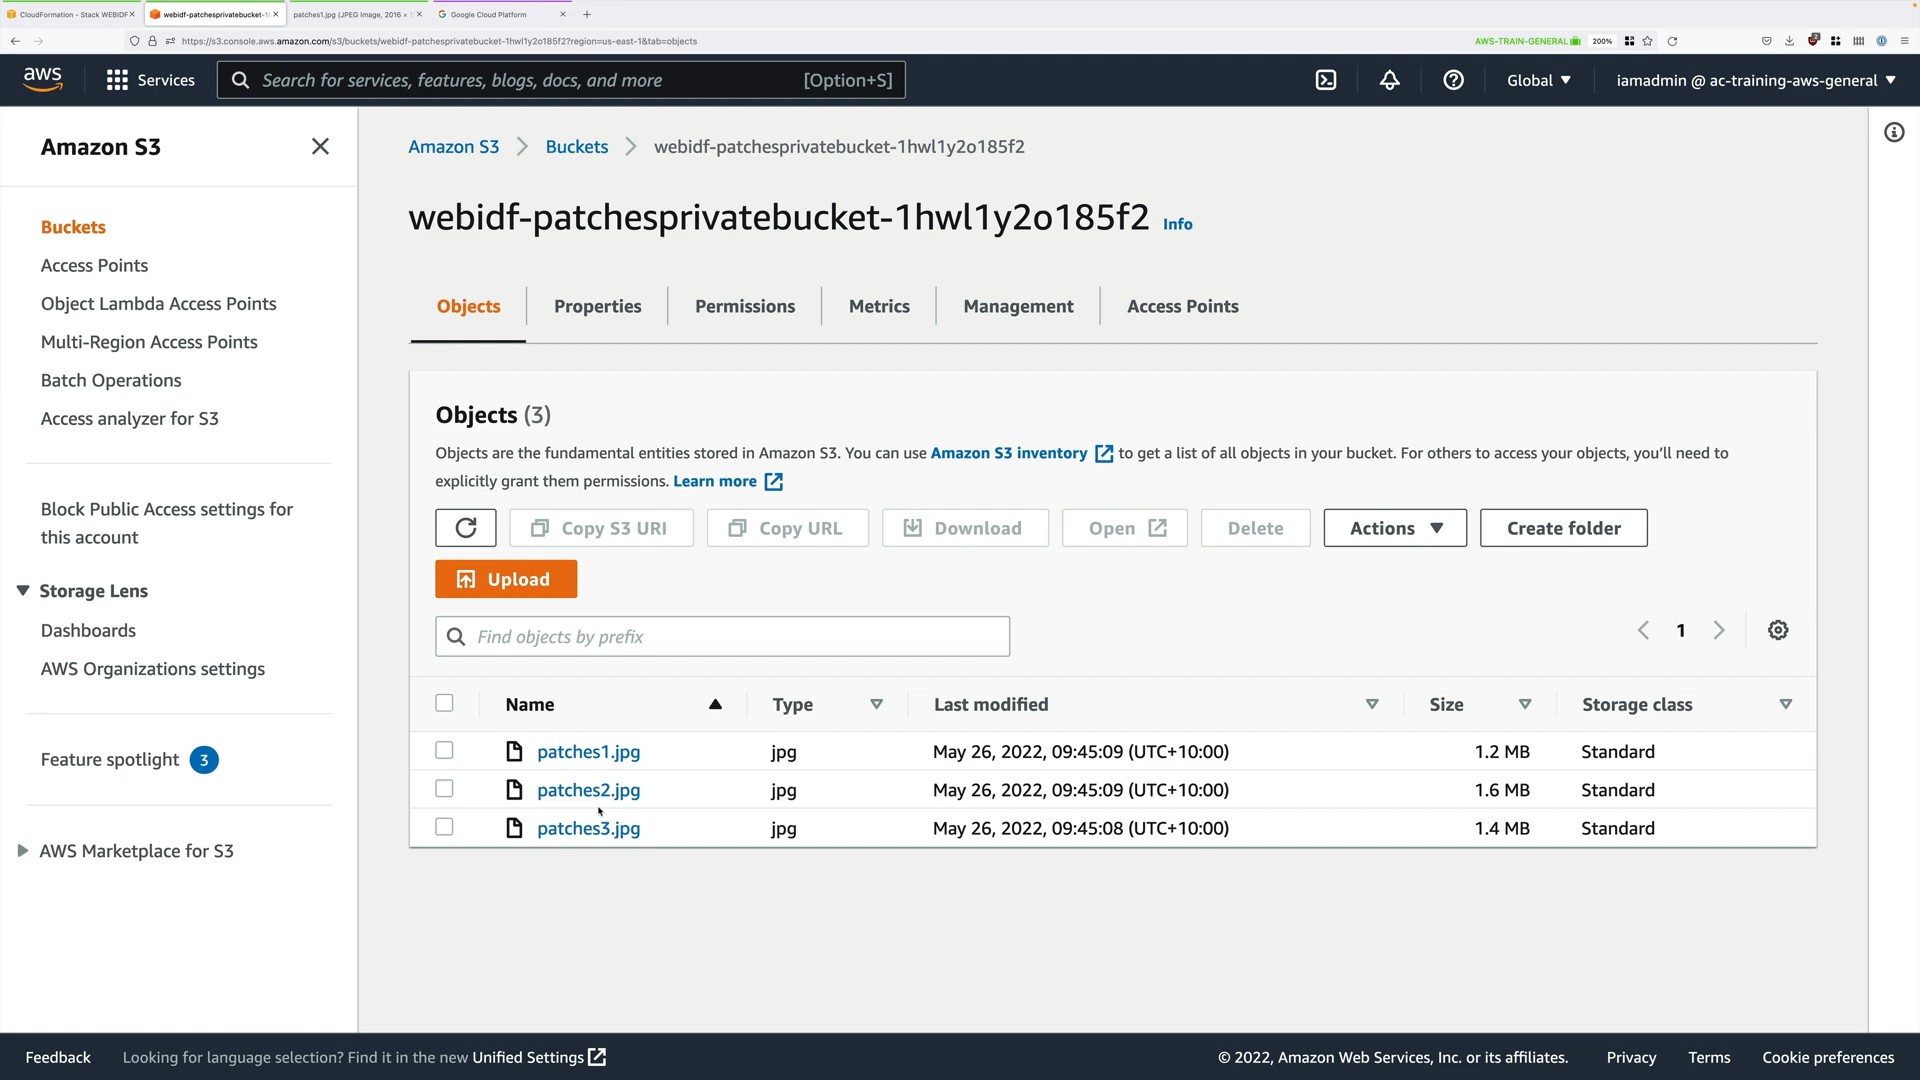 CloudFormation - Stack WEBIDF
webidf-patchesprivatebucket-1
patches1.jpg (JPEG Image, 2016 ×
Google Cloud Platform
https://s3.console.aws.amazon.com/s3/buckets/webidf-patchesprivatebucket-1hwl1y2o185f2?region=us-east-1&tab=objects
AWS-TRAIN-GENERAL
200%
aws
Services
Search for services, features, blogs, docs, and more
[Option+S]
Global
iamadmin @ ac-training-aws-general
Amazon S3
Buckets
Access Points
Object Lambda Access Points
Multi-Region Access Points
Batch Operations
Access analyzer for S3
Block Public Access settings for
this account
Storage Lens
Dashboards
AWS Organizations settings
Feature spotlight 3
AWS Marketplace for S3
Amazon S3 > Buckets > webidf-patchesprivatebucket-1hwl1y2o185f2
webidf-patchesprivatebucket-1hwl1y2o185f2 Info
Objects
Properties
Permissions
Metrics
Management
Access Points
Objects (3)
Objects are the fundamental entities stored in Amazon S3. You can use Amazon S3 inventory to get a list of all objects in your bucket. For others to access your objects, you'll need to
explicitly grant them permissions. Learn more
Copy S3 URI
Copy URL
Download
Open
Delete
Actions
Create folder
Upload
Find objects by prefix
1
Name Type Last modified Size Storage class
patches1.jpg jpg May 26, 2022, 09:45:09 (UTC+10:00) 1.2 MB Standard
patches2.jpg jpg May 26, 2022, 09:45:09 (UTC+10:00) 1.6 MB Standard
patches3.jpg jpg May 26, 2022, 09:45:08 (UTC+10:00) 1.4 MB Standard
Feedback
Looking for language selection? Find it in the new Unified Settings
© 2022, Amazon Web Services, Inc. or its affiliates.
Privacy
Terms
Cookie preferences